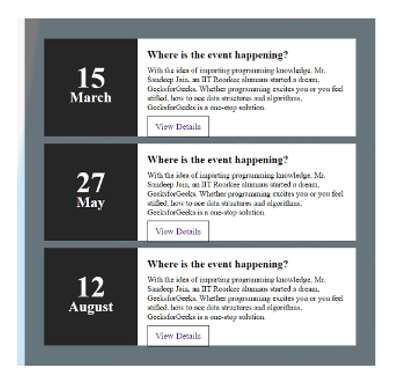 15
March
Where is the event happening?
With the idea of imparting programming knowledge, Mr.
Sandeep Jain, an IIT Roorkee alumnus started a dream,
GeeksforGeeks. Whether programming excites you or you feel
stifled, how to see data structures and algorithms,
GeeksforGeeks is a one-stop solution.
View Details
27
May
Where is the event happening?
With the idea of imparting programming knowledge, Mr.
Sandeep Jain, an IIT Roorkee alumnus started a dream,
GeeksforGeeks. Whether programming excites you or you feel
stifled, how to see data structures and algorithms,
GeeksforGeeks is a one-stop solution.
View Details
12
August
Where is the event happening?
With the idea of imparting programming knowledge, Mr.
Sandeep Jain, an IIT Roorkee alumnus started a dream,
GeeksforGeeks. Whether programming excites you or you feel
stifled, how to see data structures and algorithms,
GeeksforGeeks is a one-stop solution.
View Details